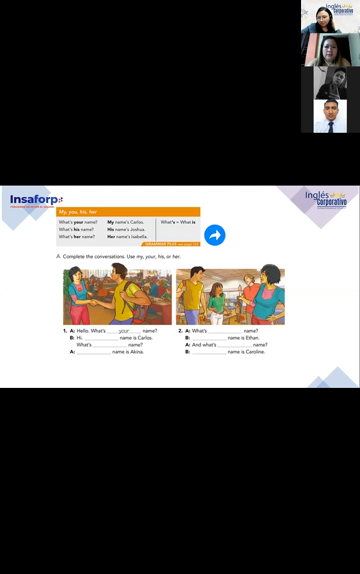 Inglés
Corporativo
Insaforp
Inglés
Corporativo
My, you, his, her
What's your name?
My name's Carlos.
What's = What is
What's his name?
His name's Joshua.
What's her name?
Her name's Isabella.
GRAMMAR PLUS
A. Complete the conversations. Use my, your, his, or her.
1. A: Hello. What's your name?
B: Hi. name is Carlos.
What's name?
A: name is Akina.
2. A: What's name?
B: name is Ethan.
A: And what's name?
B: name is Caroline.